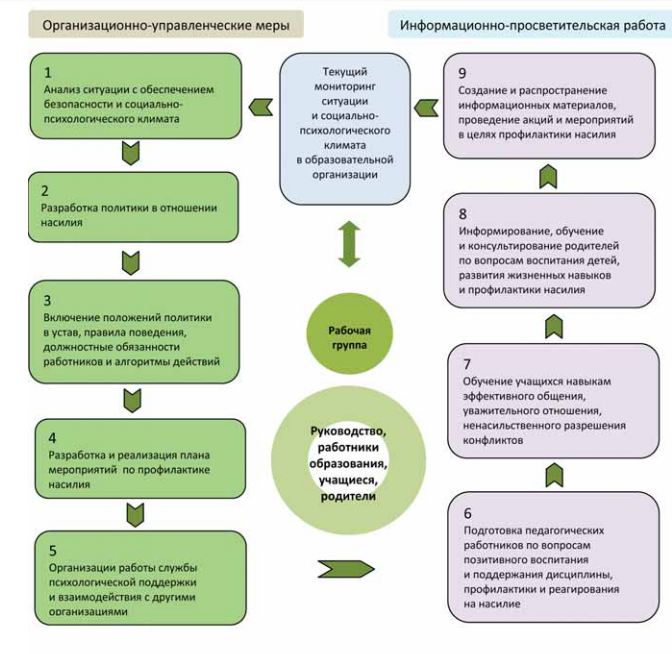 Организационно-управленческие меры
Информационно-просветительская работа
1
Анализ ситуации с обеспечением
безопасности и социально-
психологического климата
2
Разработка политики в отношении
насилия
3
Включение положений политики
в устав, правила поведения,
должностные обязанности
работников и алгоритмы действий
4
Разработка и реализация плана
мероприятий по профилактике
насилия
5
Организации работы службы
психологической поддержки
и взаимодействия с другими
организациями
Текущий
мониторинг
ситуации
и социально-
психологического
климата
в образовательной
организации
Рабочая
группа
Руководство,
работники
образования,
учащиеся,
родители
9
Создание и распространение
информационных материалов,
проведение акций и мероприятий
в целях профилактики насилия
8
Информирование, обучение
и консультирование родителей
по вопросам воспитания детей,
развития жизненных навыков
и профилактики насилия
7
Обучение учащихся навыкам
эффективного общения,
уважительного отношения,
ненасильственного разрешения
конфликтов
6
Подготовка педагогических
работников по вопросам
позитивного воспитания
и поддержания дисциплины,
профилактики и реагирования
на насилие